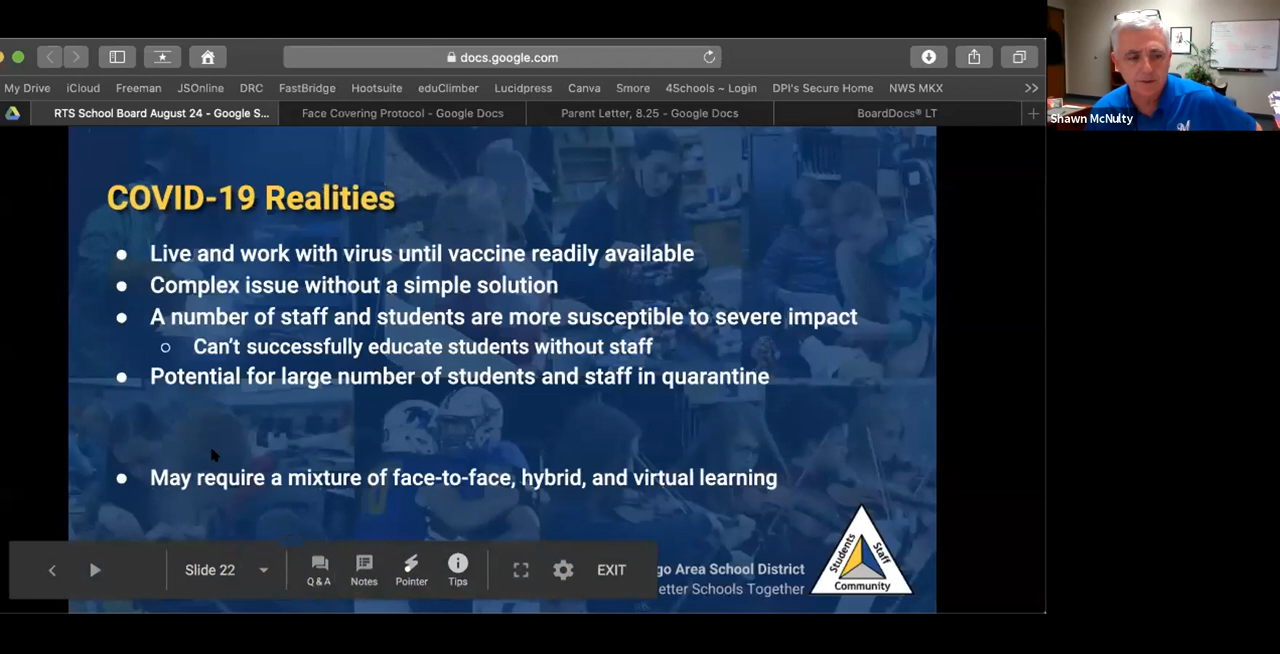 docs.google.com
My Drive iCloud Freeman JSOnline DRC FastBridge Hootsuite eduClimber Lucidpress Canva Smore 4Schools ~ Login DPI's Secure Home NWS MKX
RTS School Board August 24 - Google S... Face Covering Protocol - Google Docs Parent Letter, 8.25 - Google Docs BoardDocs® LT
Shawn McNulty
COVID-19 Realities
Live and work with virus until vaccine readily available
Complex issue without a simple solution
A number of staff and students are more susceptible to severe impact
Can't successfully educate students without staff
Potential for large number of students and staff in quarantine
May require a mixture of face-to-face, hybrid, and virtual learning
Students Staff
Community
go Area School District
etter Schools Together
Slide 22 Q&A Notes Pointer Tips EXIT